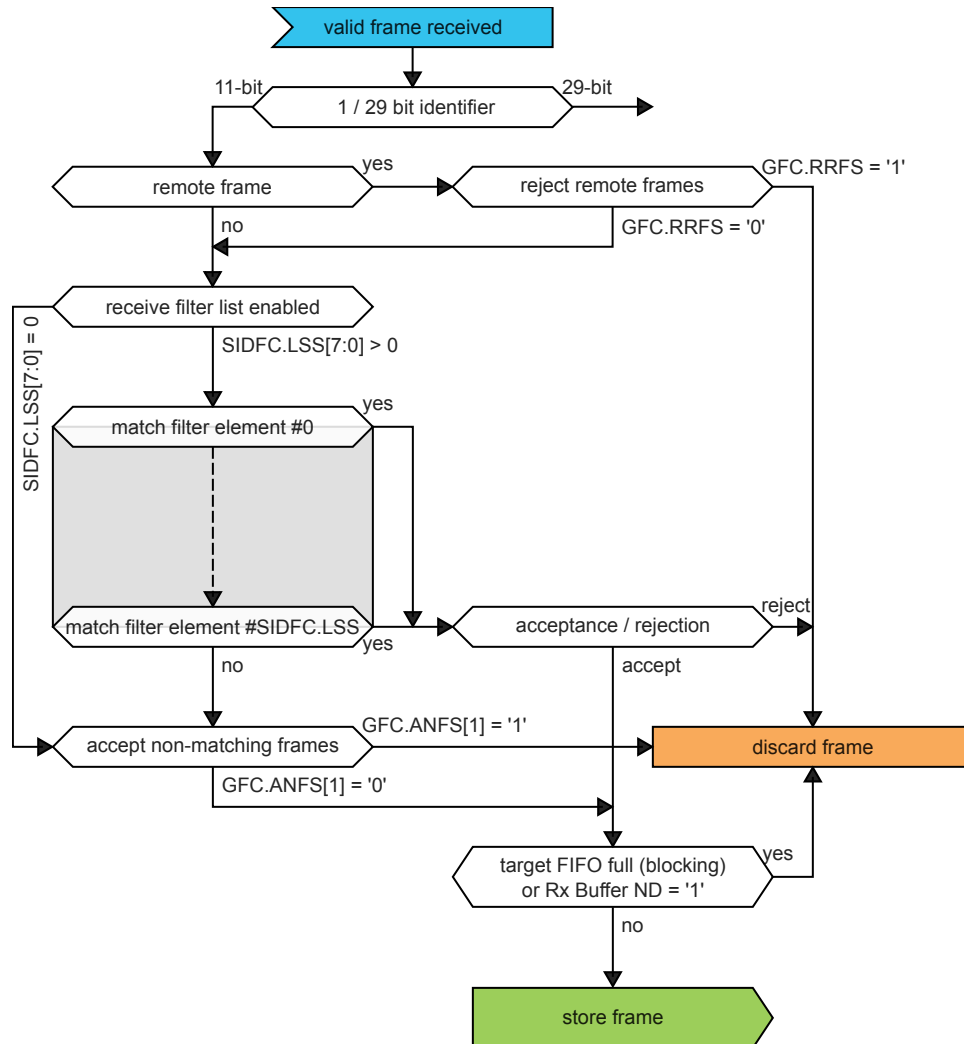 valid frame received
11-bit
29-bit
1 / 29 bit identifier
yes
GFC.RRFS = '1'
remote frame
reject remote frames
no
GFC.RRFS = '0'
receive filter list enabled
SIDFC.LSS[7:0] = 0
SIDFC.LSS[7:0] > 0
yes
match filter element #0
reject
match filter element #SIDFC.LSS
acceptance / rejection
yes
no
accept
GFC.ANFS[1] = '1'
accept non-matching frames
discard frame
GFC.ANFS[1] = '0'
target FIFO full (blocking)
yes
or Rx Buffer ND = '1'
no
store frame